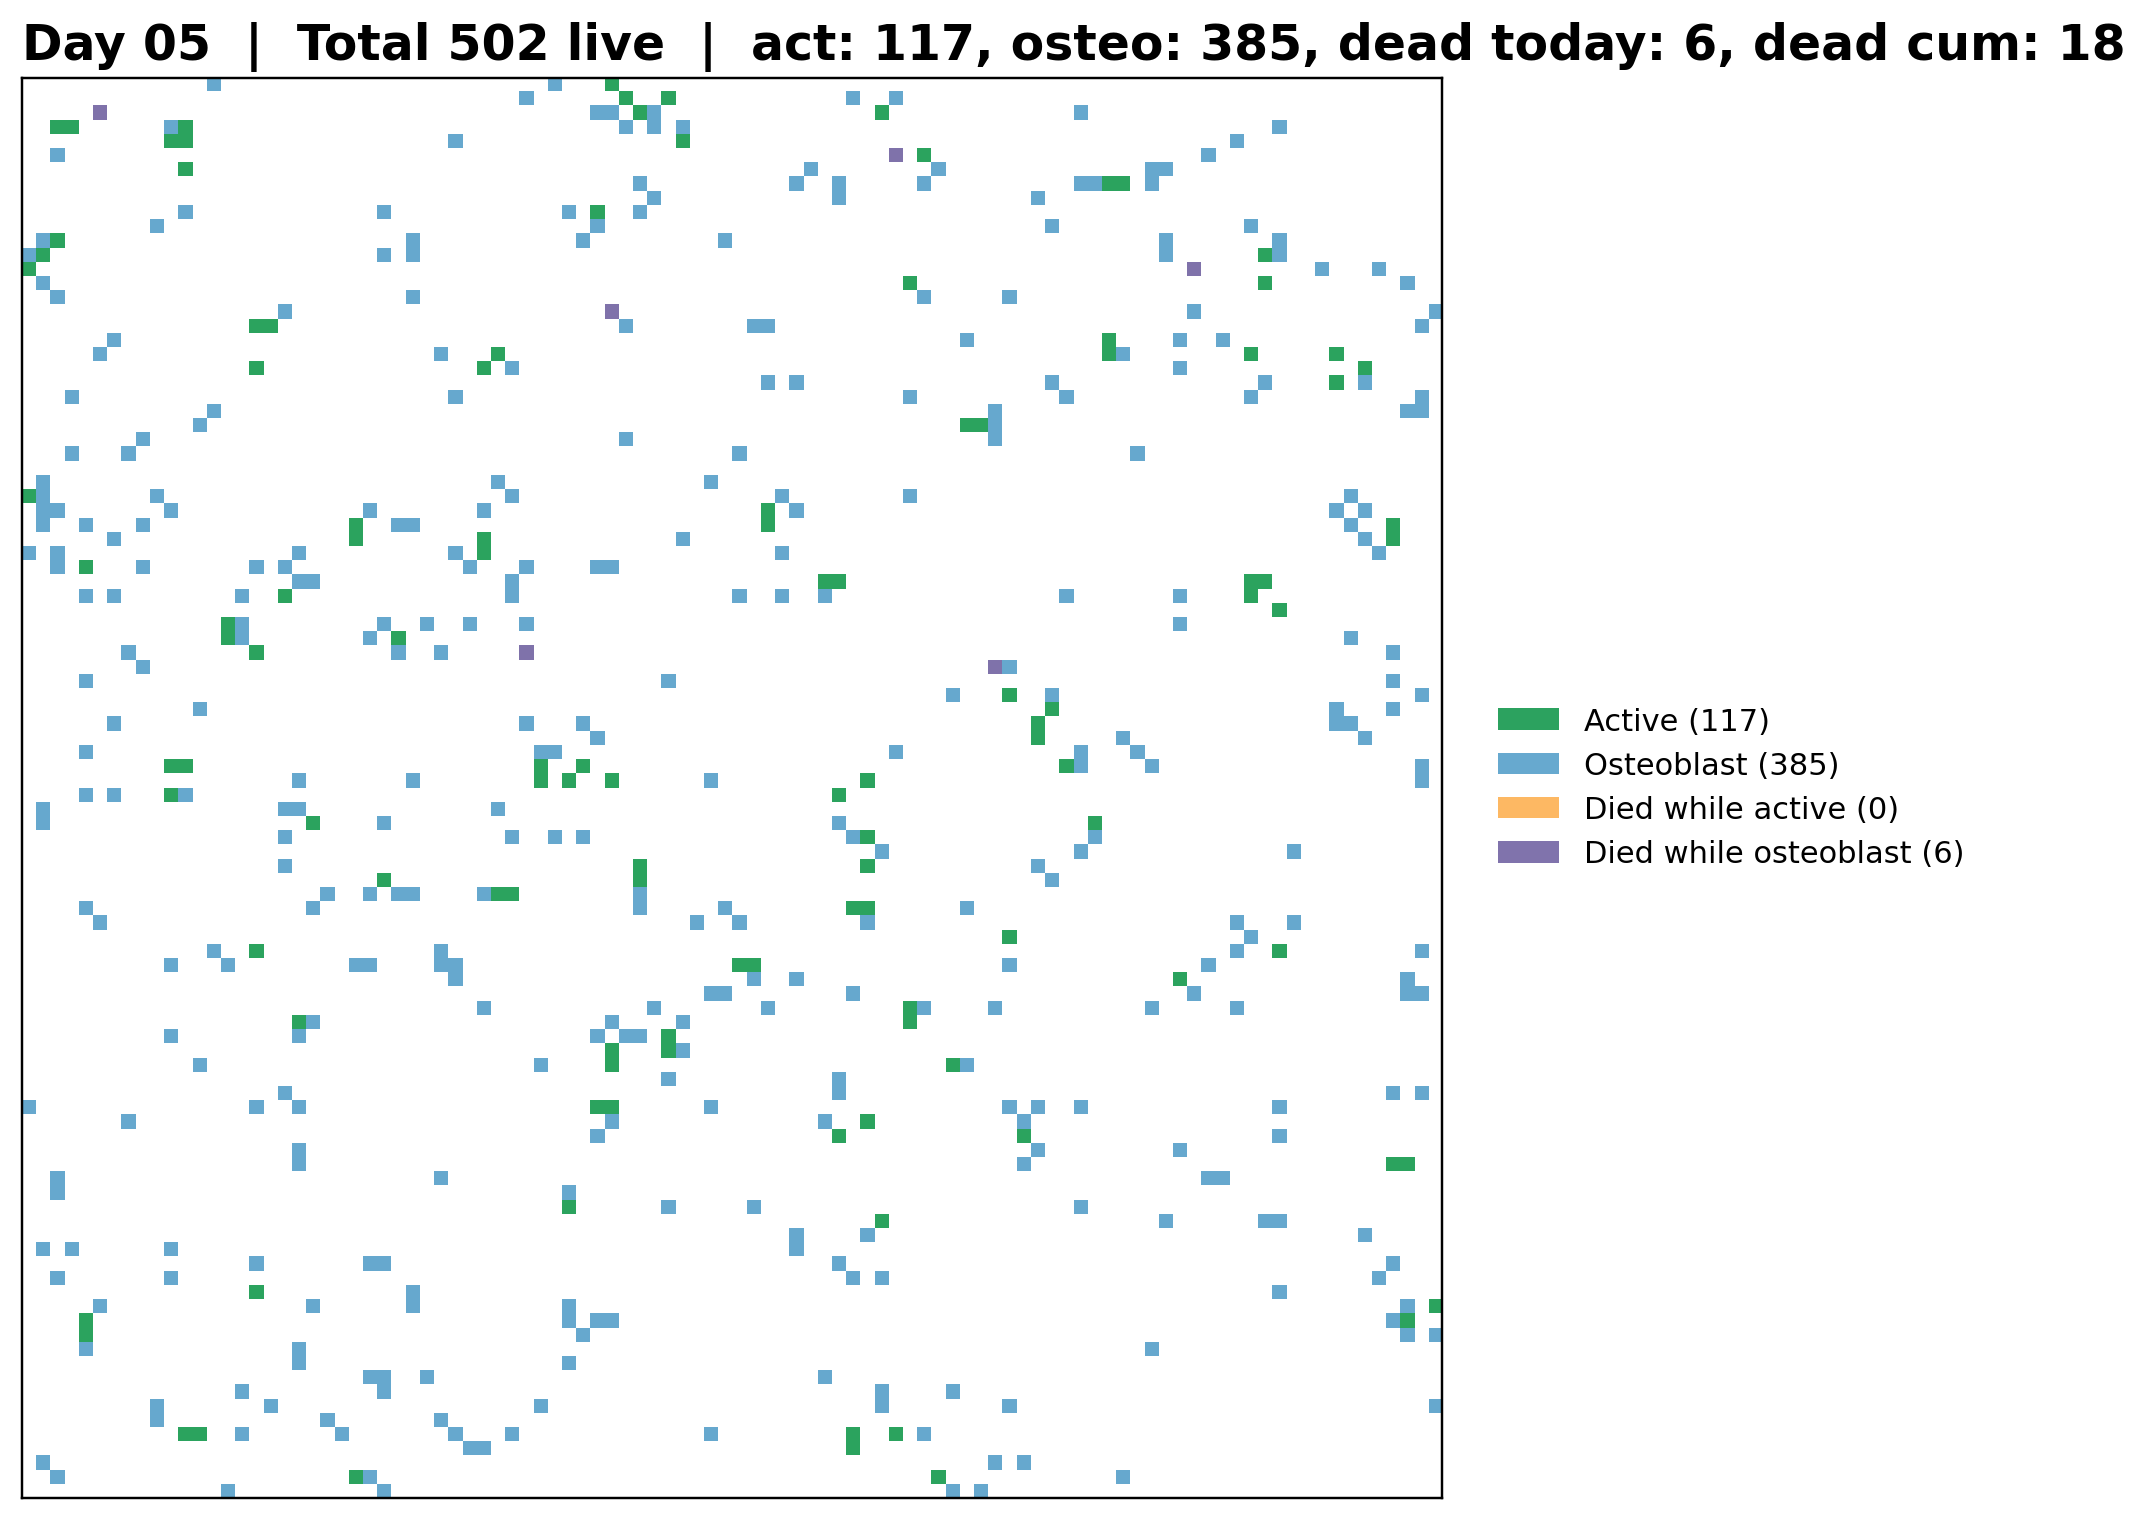 Day 05 | Total 502 live | act: 117, osteo: 385, dead today: 6, dead cum: 18
Active (117)
Osteoblast (385)
Died while active (0)
Died while osteoblast (6)